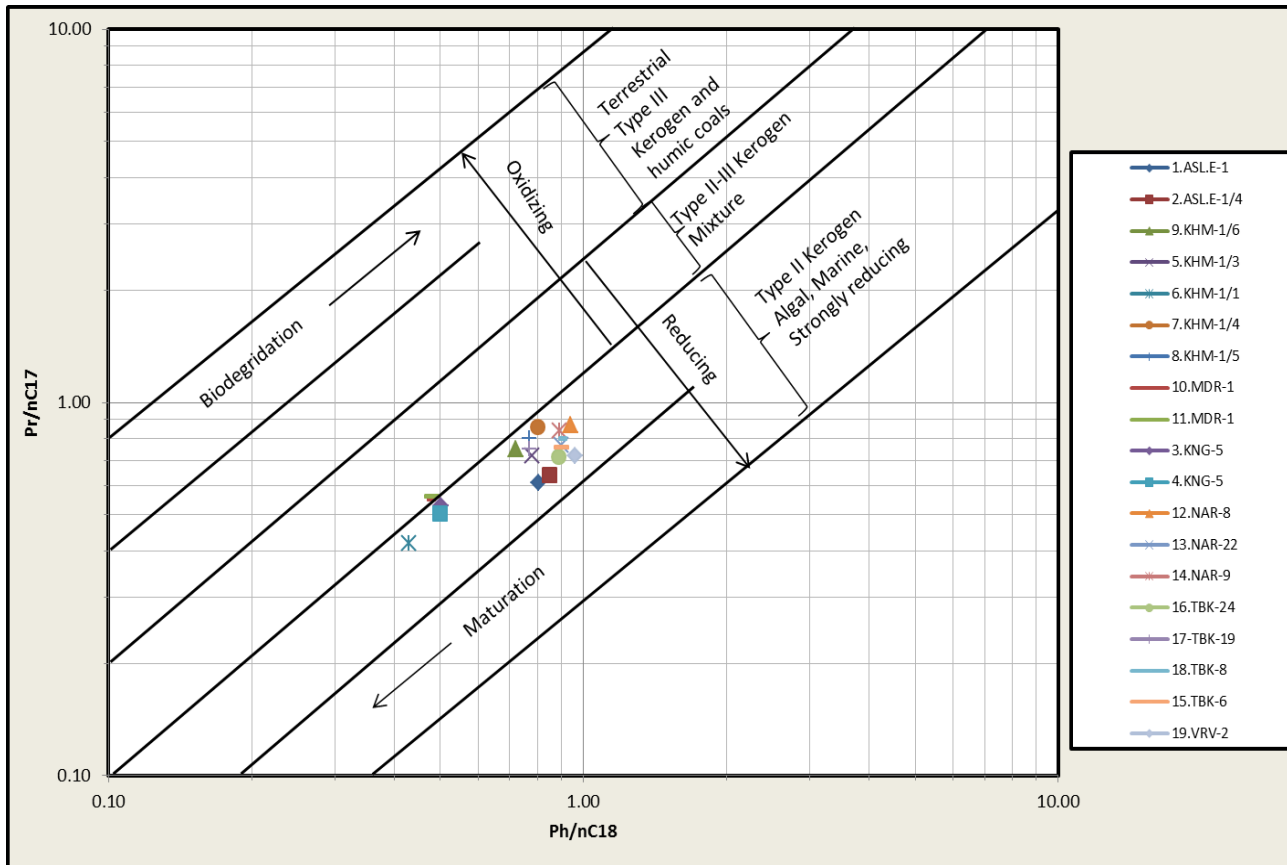 10.00
1.00
0.10
0.10
1.00
10.00
Pr/nC17
Ph/nC18
Biodegridation
Oxidizing
Reducing
Maturation
Terrestrial
Type III
Kerogen and
humic coals
Type II-III Kerogen
Mixture
Type II Kerogen
Algal, Marine,
Strongly reducing
1.ASL.E-1
2.ASL.E-1/4
9.KHM-1/6
5.KHM-1/3
6.KHM-1/1
7.KHM-1/4
8.KHM-1/5
10.MDR-1
11.MDR-1
3.KNG-5
4.KNG-5
12.NAR-8
13.NAR-22
14.NAR-9
16.TBK-24
17-TBK-19
18.TBK-8
15.TBK-6
19.VRV-2